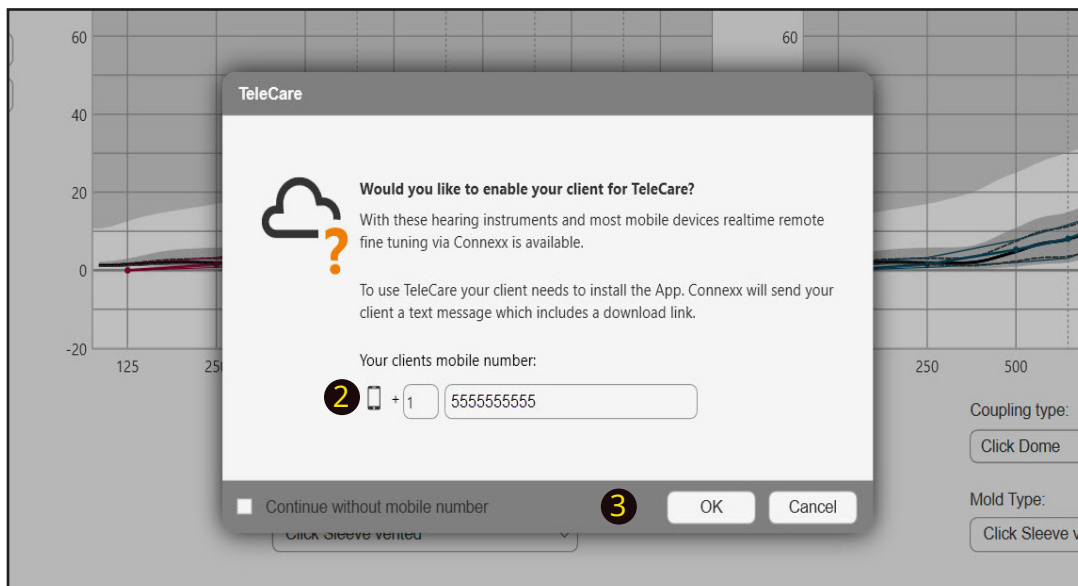 60
60
TeleCare
40
Would you like to enable your client for TeleCare?
With these hearing instruments and most mobile devices realtime remote
fine tuning via Connexx is available.
20
To use TeleCare your client needs to install the App. Connexx will send your
client a text message which includes a download link.
0
-20
Your clients mobile number:
125
250
500
2 + 1 5555555555
Coupling type:
Click Dome
Continue without mobile number
3 OK Cancel
Mold Type:
Click Sleeve vented
Click Sleeve v